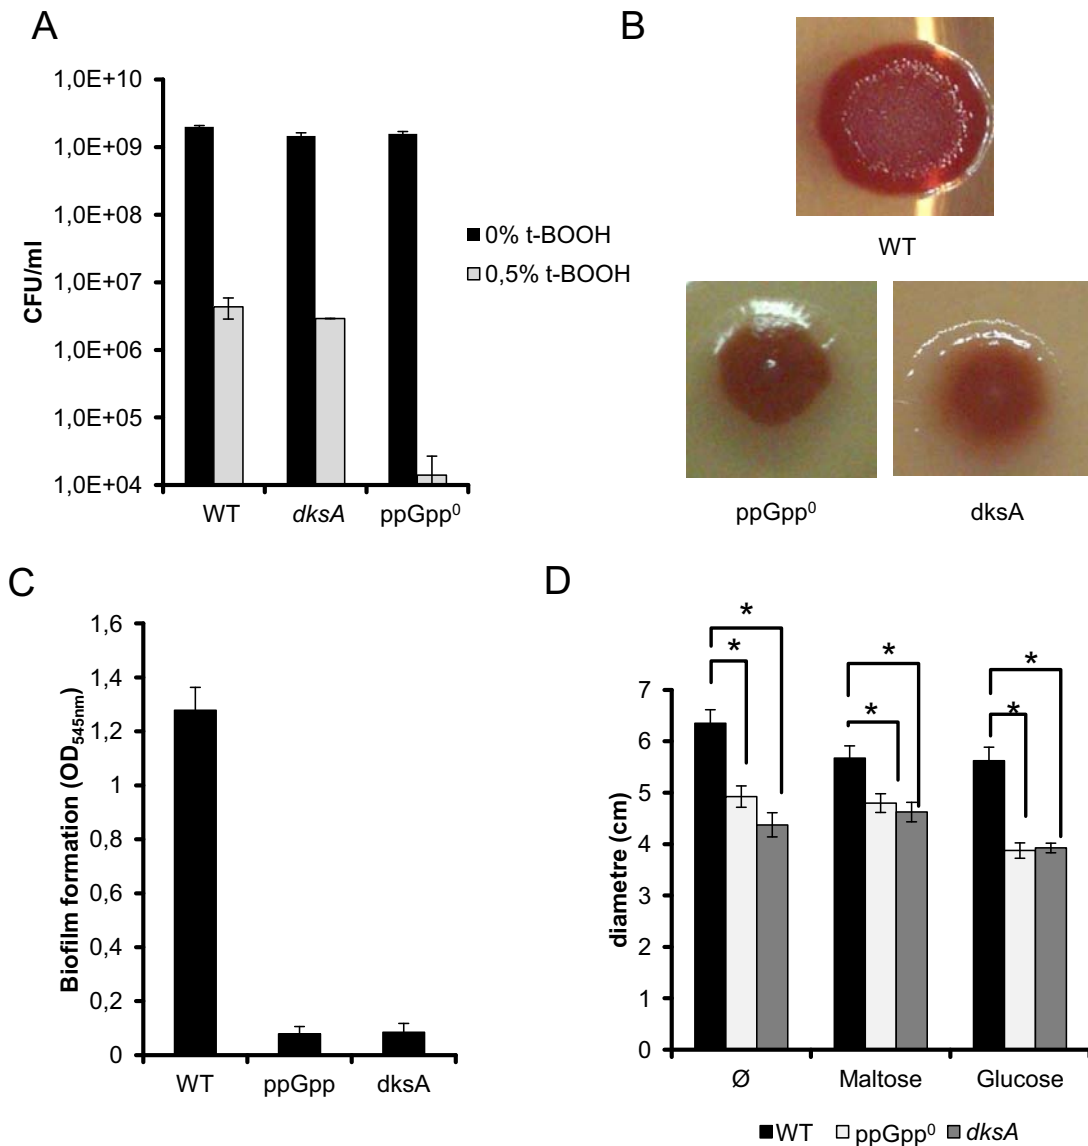 A
1,0E+10
1,0E+09
1,0E+08
1,0E+07
1,0E+06
1,0E+05
1,0E+04
CFU/ml
0% t-BOOH
0,5% t-BOOH
WT
dksA
ppGpp⁰
B
WT
ppGpp⁰
dksA
C
1,6
1,4
1,2
1
0,8
0,6
0,4
0,2
0
Biofilm formation (OD₅₄₅ₙₘ)
WT
ppGpp
dksA
D
*
*
*
*
*
*
7
6
5
4
3
2
1
0
diametre (cm)
Ø
Maltose
Glucose
WT
ppGpp⁰
dksA